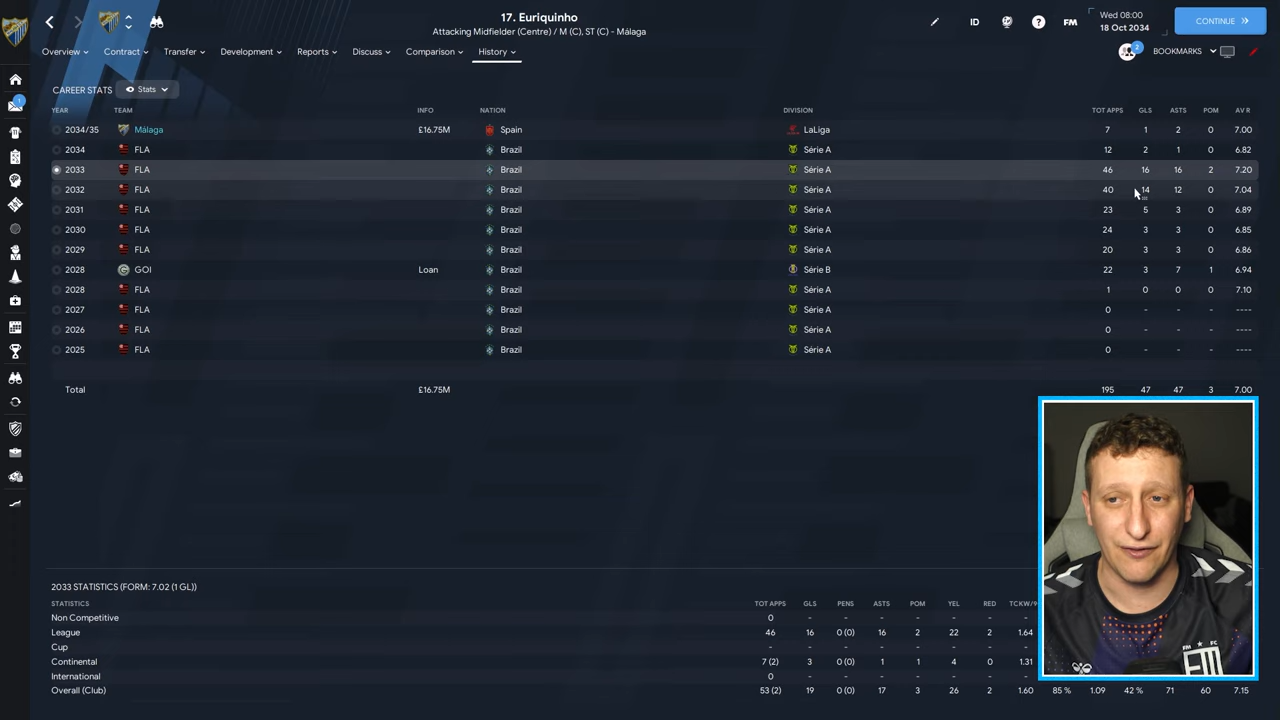 17. Euriquinho
Attacking Midfielder (Centre) / M (C), ST (C) - Málaga
ID
FM
Wed 08:00
18 Oct 2034
CONTINUE
Overview Contract Transfer Development Reports Discuss Comparison History
2 BOOKMARKS
1
CAREER STATS Stats
YEAR TEAM INFO NATION DIVISION TOT APPS GLS ASTS POM AV R
2034/35 Málaga £16.75M Spain LaLiga 7 1 2 0 7.00
2034 FLA Brazil Série A 12 2 1 0 6.82
2033 FLA Brazil Série A 46 16 16 2 7.20
2032 FLA Brazil Série A 40 14 12 0 7.04
2031 FLA Brazil Série A 23 5 3 0 6.89
2030 FLA Brazil Série A 24 3 3 0 6.85
2029 FLA Brazil Série A 20 3 3 0 6.86
2028 GOI Loan Brazil Série B 22 3 7 1 6.94
2028 FLA Brazil Série A 1 0 0 0 7.10
2027 FLA Brazil Série A 0 - - - ----
2026 FLA Brazil Série A 0 - - - ----
2025 FLA Brazil Série A 0 - - - ----
Total £16.75M 195 47 47 3 7.00
2033 STATISTICS (FORM: 7.02 (1 GL))
STATISTICS TOT APPS GLS PENS ASTS POM YEL RED TCKW/9
Non Competitive 0 - - - - - - -
League 46 16 0 (0) 16 2 22 2 1.64
Cup - - - - - - - -
Continental 7 (2) 3 0 (0) 1 1 4 0 1.31
International 0 - - - - - - -
Overall (Club) 53 (2) 19 0 (0) 17 3 26 2 1.60 85 % 1.09 42 % 71 60 7.15
FM FC